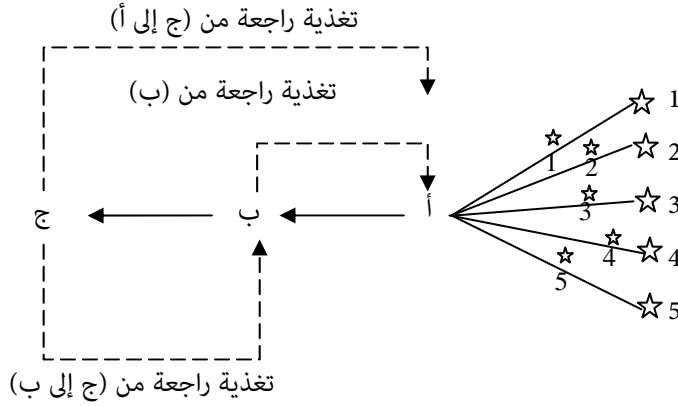 تغذية راجعة من (ج إلى أ)
تغذية راجعة من (ب)
1
2
3
4
5
1
2
3
4
5
أ
ب
ج
تغذية راجعة من (ج إلى ب)